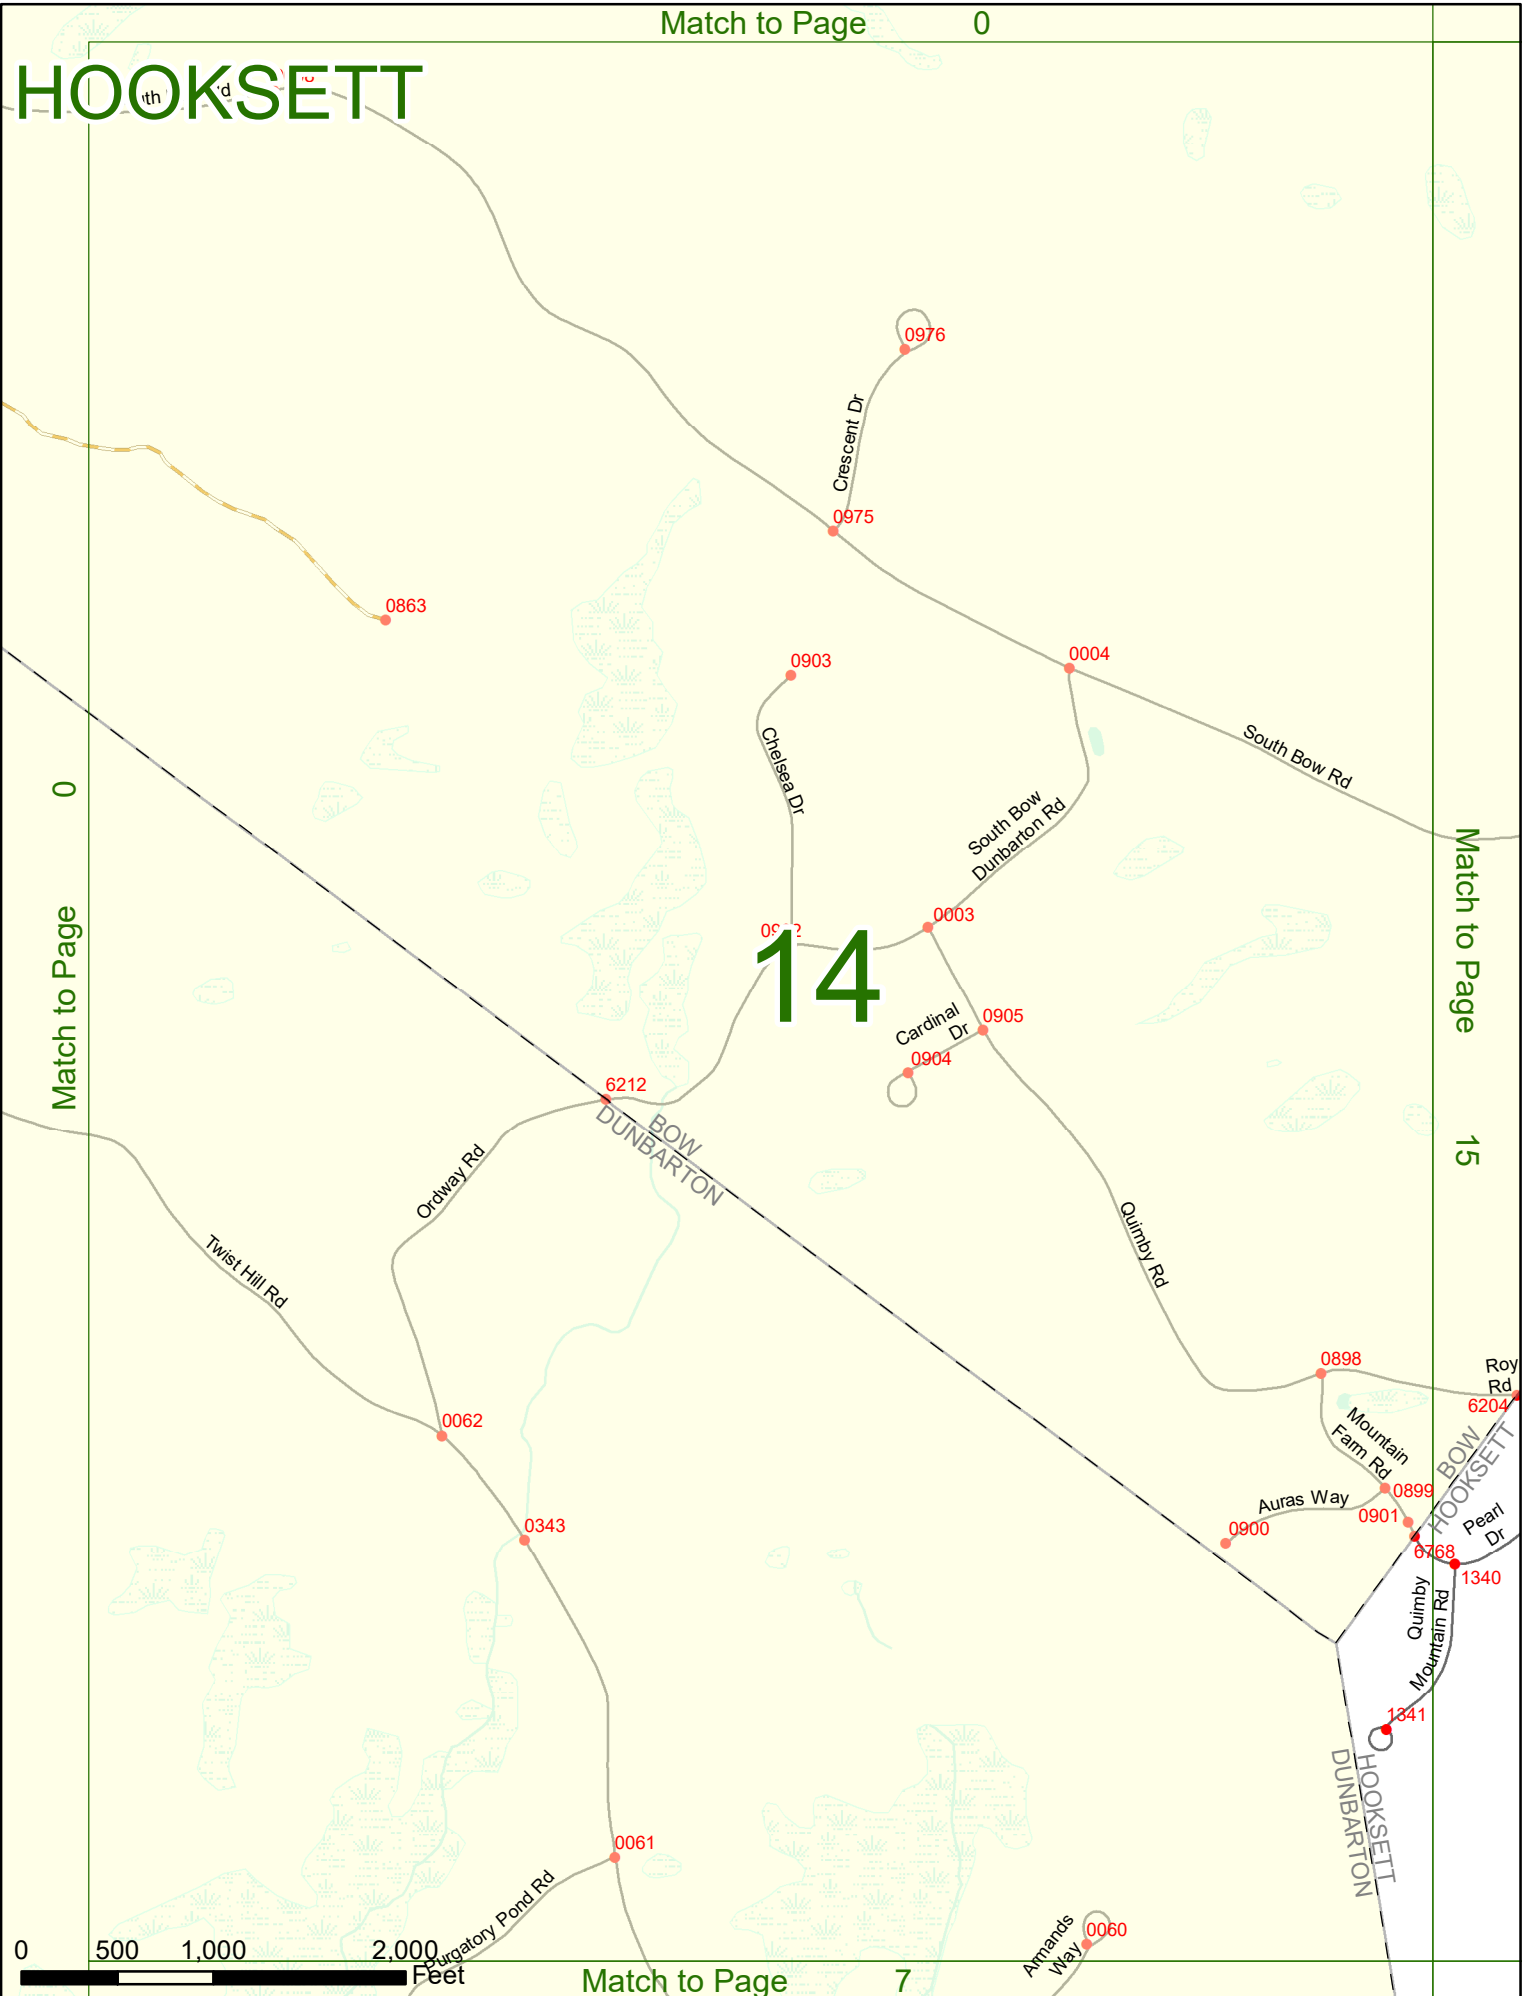 Match to Page 0
HOOKSETT
0976
Crescent Dr
0975
0863
0903
0004
Chelsea Dr
South Bow Rd
South Bow
Dunbarton Rd
0
Match to Page
Match to Page
15
0003
14
Cardinal
Dr
0905
0904
6212
BOW
DUNBARTON
Ordway Rd
Twist Hill Rd
Quimby Rd
0898
Roy
Rd
6204
0062
Mountain
Farm Rd
BOW
HOOKSETT
0899
Auras Way
0901
0900
Pearl
Dr
0343
6768
1340
Quimby
Mountain Rd
1341
HOOKSETT
DUNBARTON
0061
Purgatory Pond Rd
Armands
Way
0060
0 500 1,000 2,000
Feet
Match to Page 7